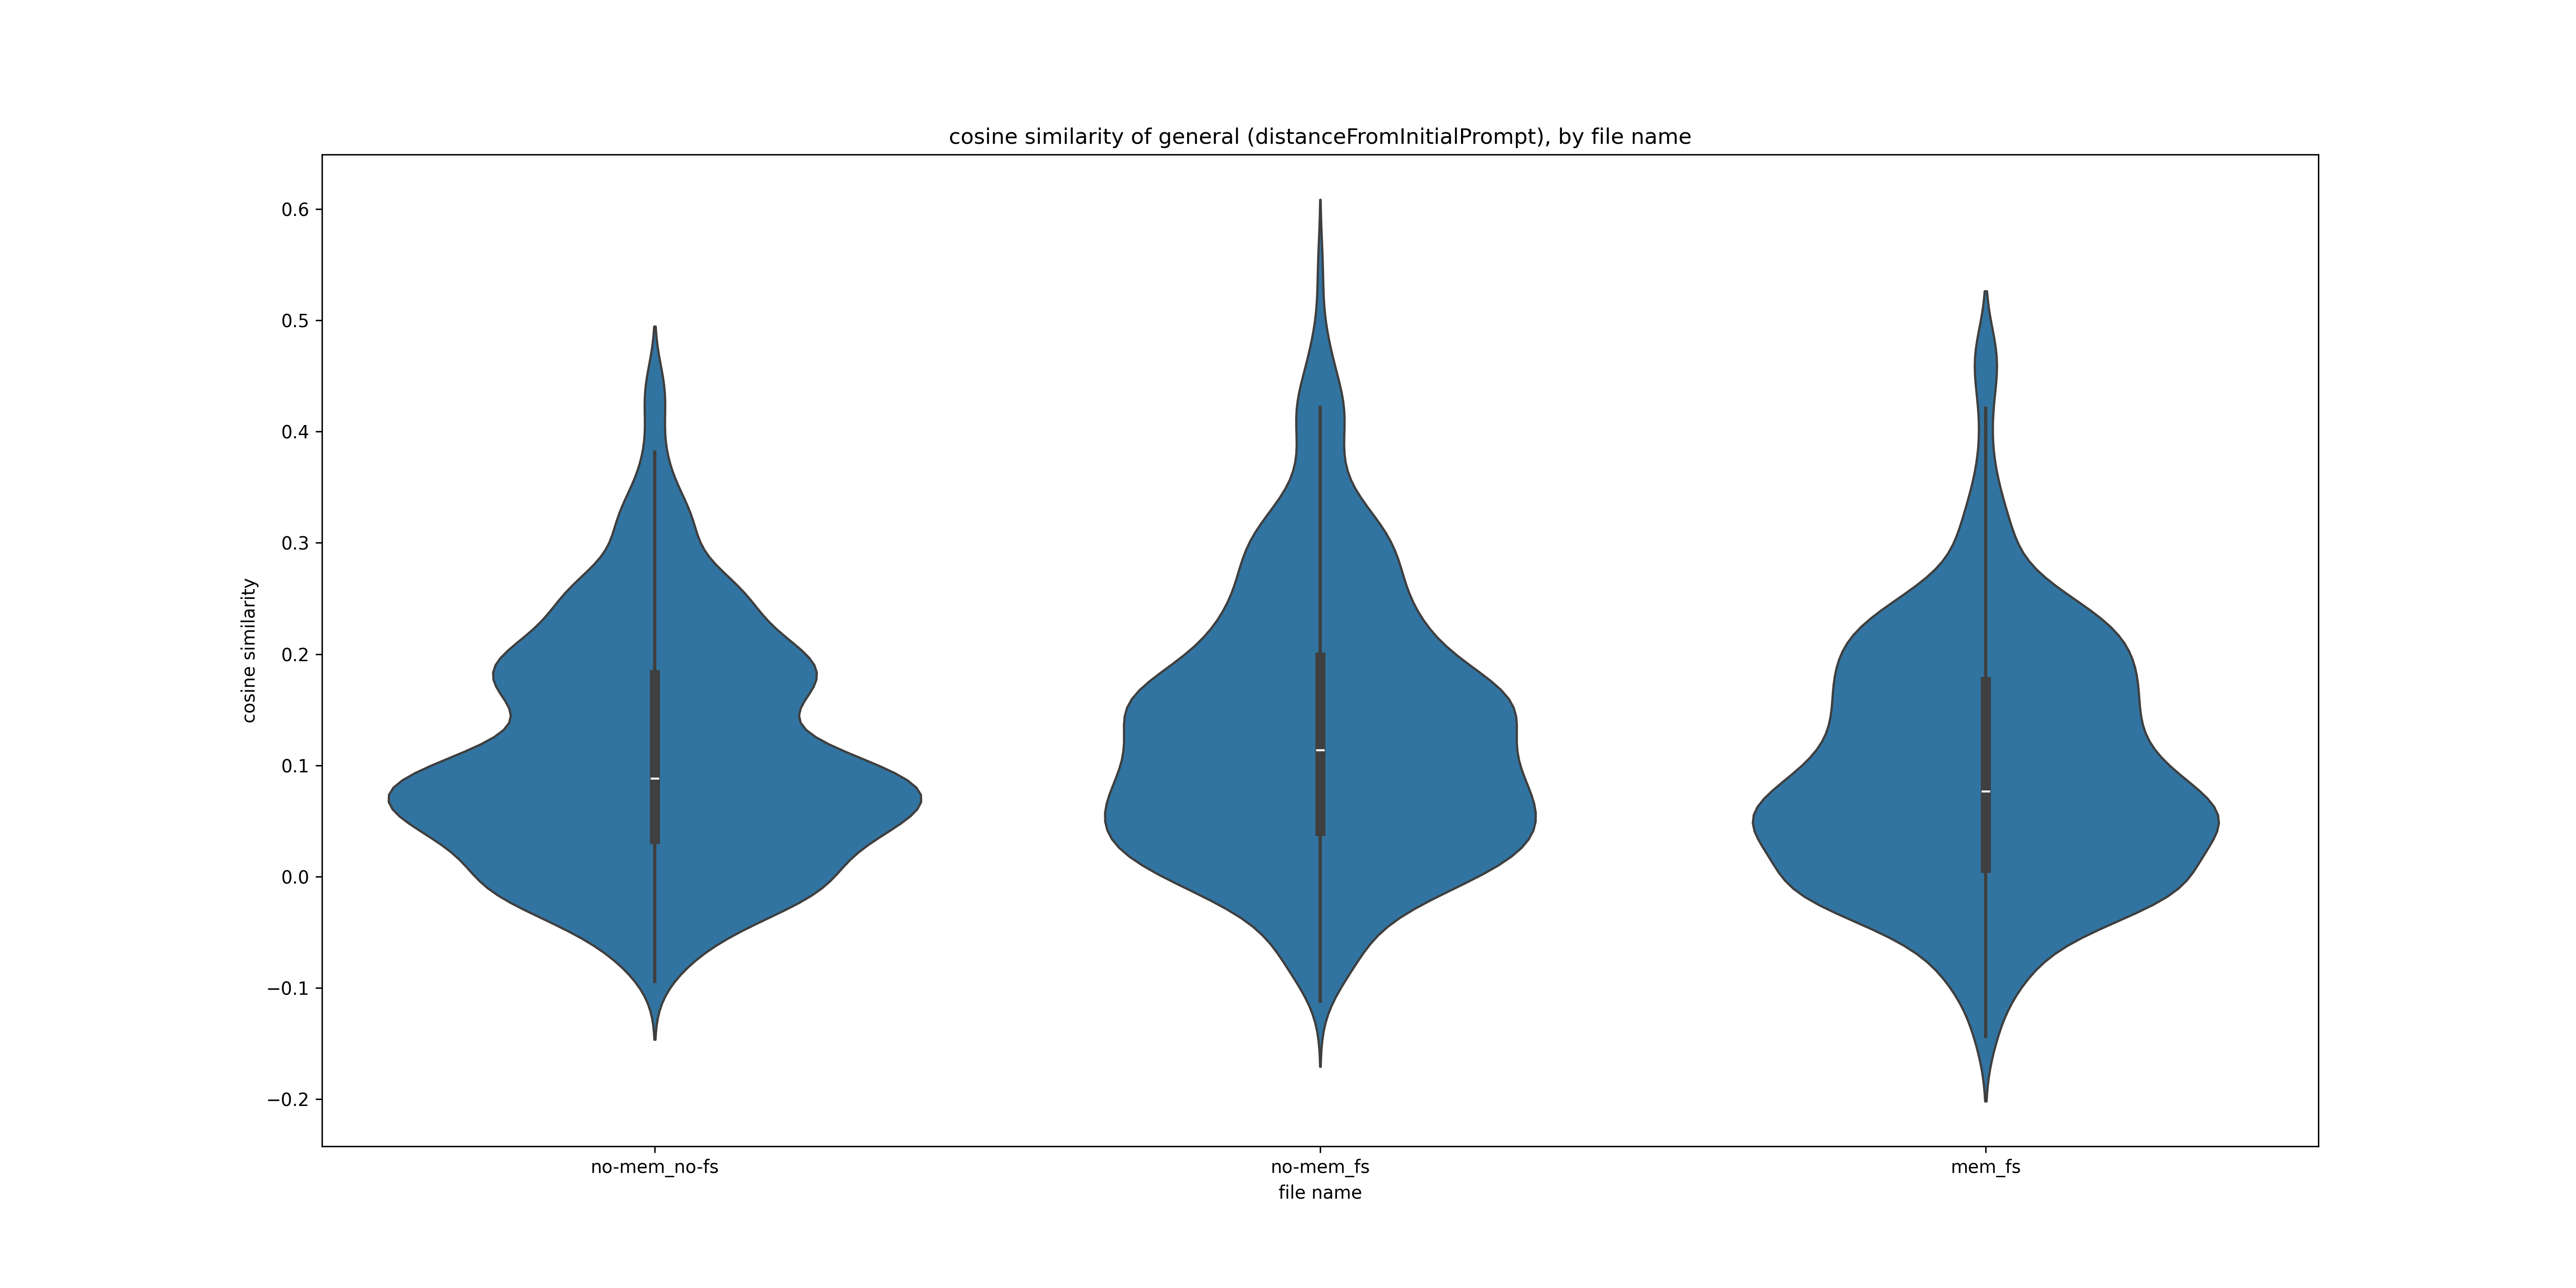 cosine similarity of general (distanceFromInitialPrompt), by file name
cosine similarity
0.6
0.5
0.4
0.3
0.2
0.1
0.0
−0.1
−0.2
no-mem_no-fs
no-mem_fs
mem_fs
file name